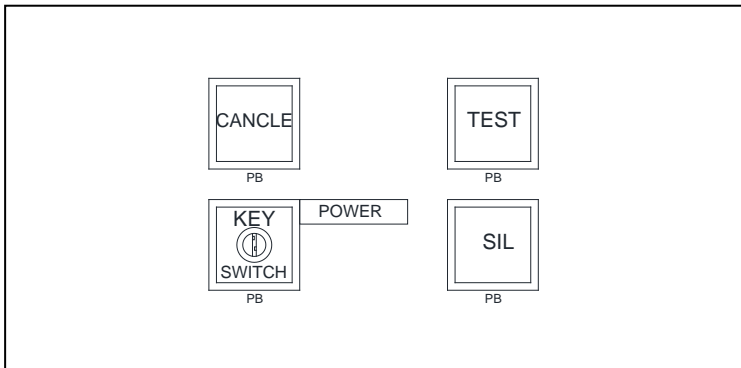 CANCLE
PB
TEST
PB
KEY
SWITCH
PB
POWER
SIL
PB